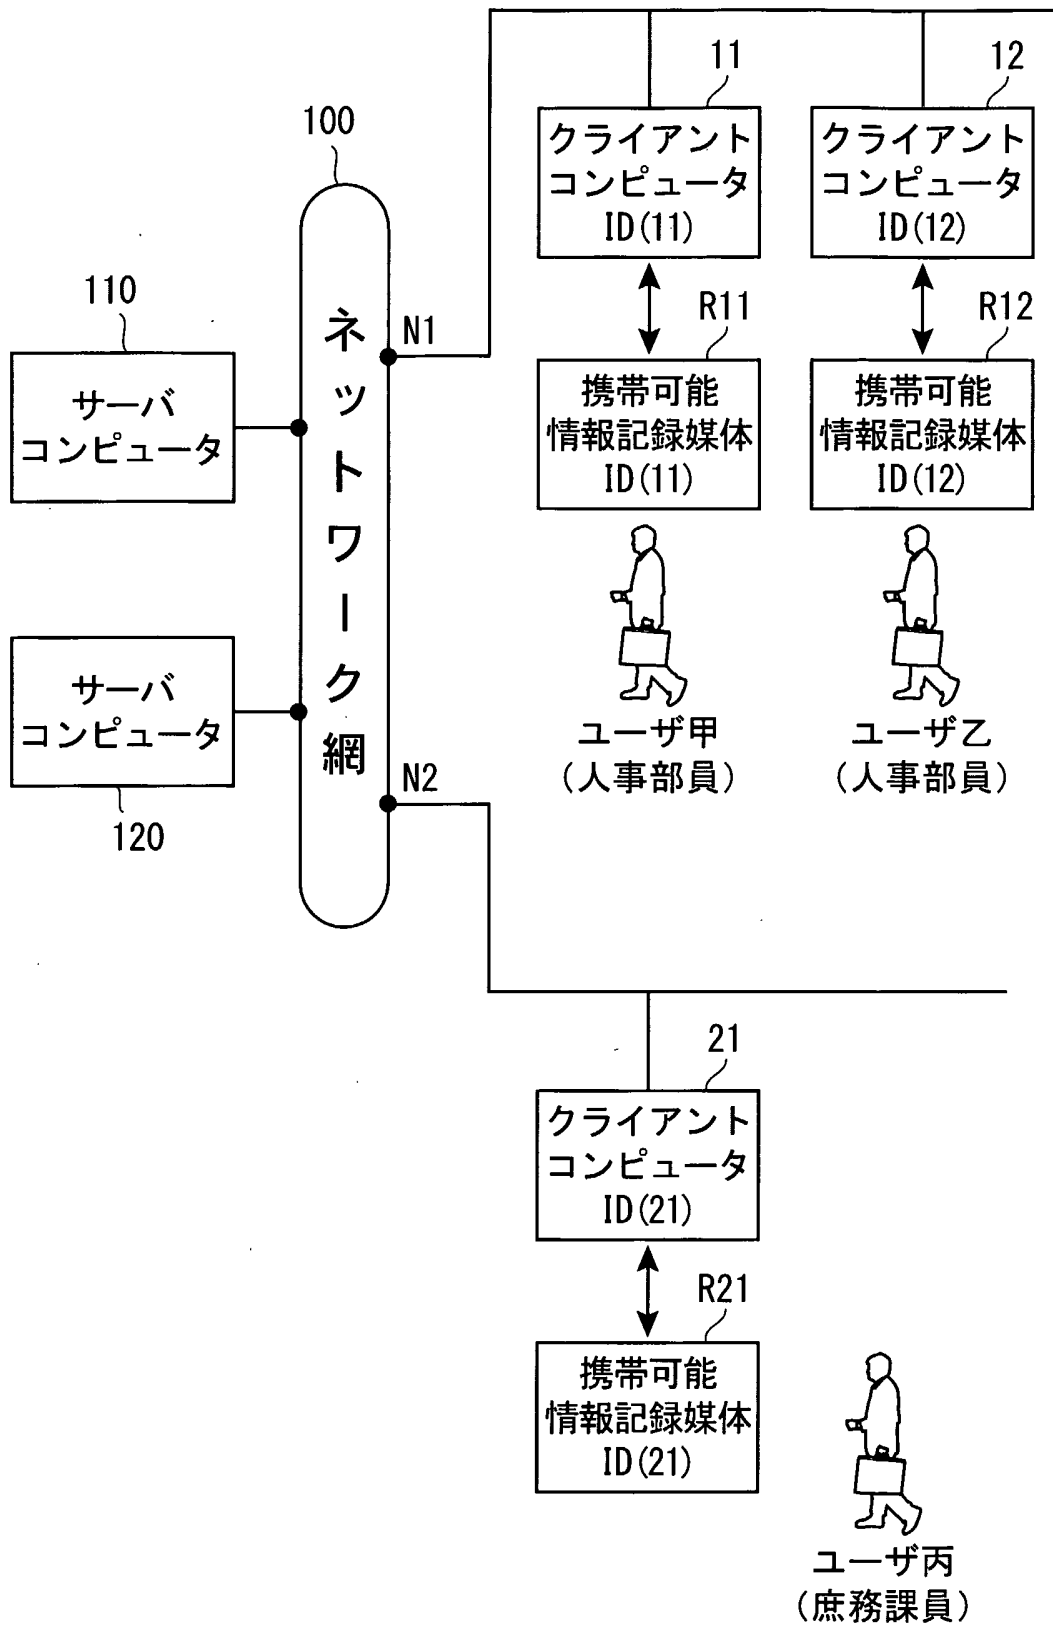 11
12
クライアント
コンピュータ
ID(11)
クライアント
コンピュータ
ID(12)
100
110
サーバ
コンピュータ
ネットワーク網
N1
R11
R12
携帯可能
情報記録媒体
ID(11)
携帯可能
情報記録媒体
ID(12)
ユーザ甲
(人事部員)
ユーザ乙
(人事部員)
サーバ
コンピュータ
120
N2
21
クライアント
コンピュータ
ID(21)
R21
携帯可能
情報記録媒体
ID(21)
ユーザ丙
(庶務課員)